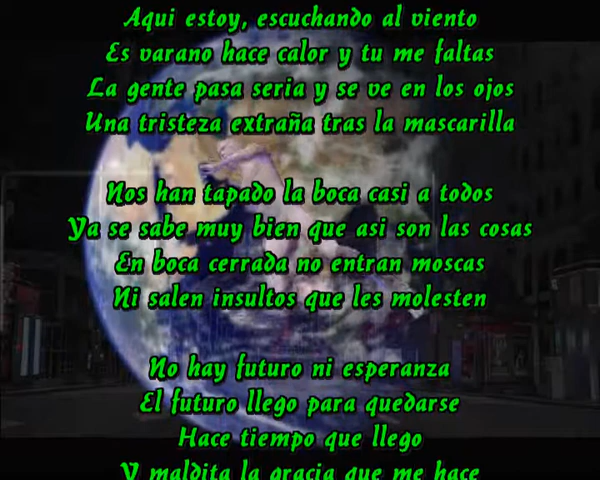 Aqui estoy, escuchando al viento
Es varano hace calor y tu me faltas
La gente pasa seria y se ve en los ojos
Una tristeza extraña tras la mascarilla
Nos han tapado la boca casi a todos
Ya se sabe muy bien que asi son las cosas
En boca cerrada no entran moscas
Ni salen insultos que les molesten
No hay futuro ni esperanza
El futuro llego para quedarse
Hace tiempo que llego
Y maldita la gracia que me hace